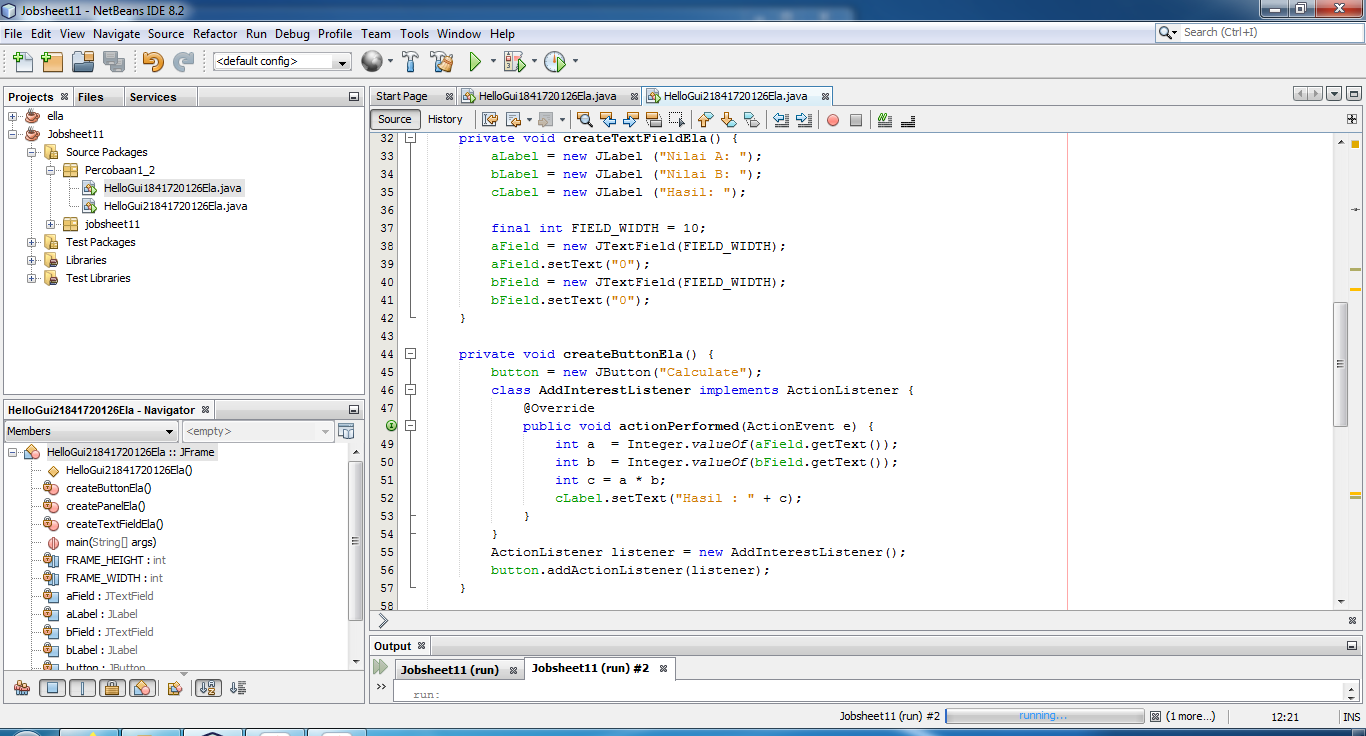 Jobsheet11 - NetBeans IDE 8.2
File Edit View Navigate Source Refactor Run Debug Profile Team Tools Window Help
Search (Ctrl+I)
<default config>
Projects Files Services
ella
Jobsheet11
Source Packages
Percobaan1_2
HelloGui1841720126Ela.java
HelloGui21841720126Ela.java
jobsheet11
Test Packages
Libraries
Test Libraries
HelloGui21841720126Ela - Navigator
Members <empty>
HelloGui21841720126Ela :: JFrame
HelloGui21841720126Ela()
createButtonEla()
createPanelEla()
createTextFieldEla()
main(String[] args)
FRAME_HEIGHT : int
FRAME_WIDTH : int
aField : JTextField
aLabel : JLabel
bField : JTextField
bLabel : JLabel
button : JButton
Start Page HelloGui1841720126Ela.java HelloGui21841720126Ela.java
Source History
32 private void createTextFieldEla() {
33 aLabel = new JLabel ("Nilai A: ");
34 bLabel = new JLabel ("Nilai B: ");
35 cLabel = new JLabel ("Hasil: ");
36
37 final int FIELD_WIDTH = 10;
38 aField = new JTextField(FIELD_WIDTH);
39 aField.setText("0");
40 bField = new JTextField(FIELD_WIDTH);
41 bField.setText("0");
42 }
43
44 private void createButtonEla() {
45 button = new JButton("Calculate");
46 class AddInterestListener implements ActionListener {
47 @Override
public void actionPerformed(ActionEvent e) {
49 int a  = Integer.valueOf(aField.getText());
50 int b  = Integer.valueOf(bField.getText());
51 int c = a * b;
52 cLabel.setText("Hasil : " + c);
53 }
54 }
55 ActionListener listener = new AddInterestListener();
56 button.addActionListener(listener);
57 }
58
Output
Jobsheet11 (run) Jobsheet11 (run) #2
run:
Jobsheet11 (run) #2 running... (1 more...) 12:21 INS